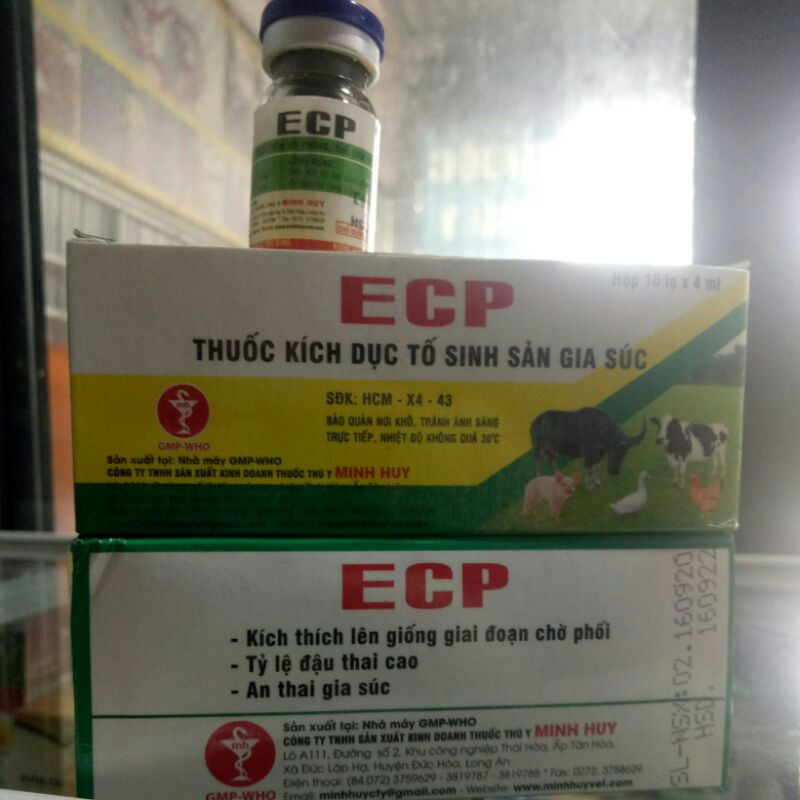 ECP
MINH HUY
ECP
Hộp 10 lọ x 4 ml
THUỐC KÍCH DỤC TỐ SINH SẢN GIA SÚC
SĐK: HCM - X4 - 43
BẢO QUẢN NƠI KHÔ, TRÁNH ÁNH SÁNG
TRỰC TIẾP, NHIỆT ĐỘ KHÔNG QUÁ 30°C
GMP-WHO
Sản xuất tại: Nhà máy GMP-WHO
CÔNG TY TNHH SẢN XUẤT KINH DOANH THUỐC THÚ Y MINH HUY
ECP
- Kích thích lên giống giai đoạn chờ phối
- Tỷ lệ đậu thai cao
- An thai gia súc
SL-NSX:02.160920
HSD. 160922
mh
GMP-WHO
Sản xuất tại: Nhà máy GMP-WHO
CÔNG TY TNHH SẢN XUẤT KINH DOANH THUỐC THÚ Y MINH HUY
Lô A111, Đường số 2, Khu công nghiệp Thái Hòa, Ấp Tân Hòa,
Xã Đức Lập Hạ, Huyện Đức Hòa, Long An
Điện thoại: (84.072) 3759629 - 3819787 - 3819788 * Fax: 0272. 3758629
Email: minhhuycty@gmail.com - Website: www.minhhuyvet.com